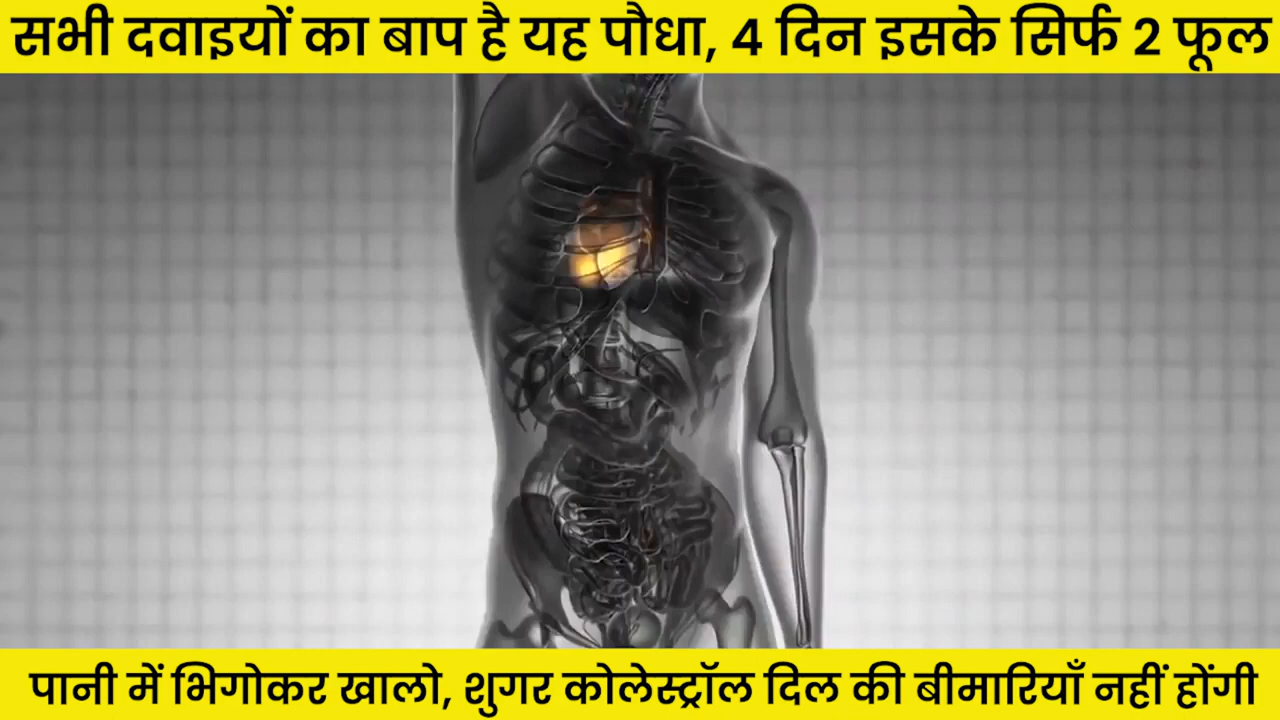 सभी दवाइयों का बाप है यह पौधा, 4 दिन इसके सिर्फ 2 फूल
पानी में भिगोकर खालो, शुगर कोलेस्ट्रॉल दिल की बीमारियाँ नहीं होंगी